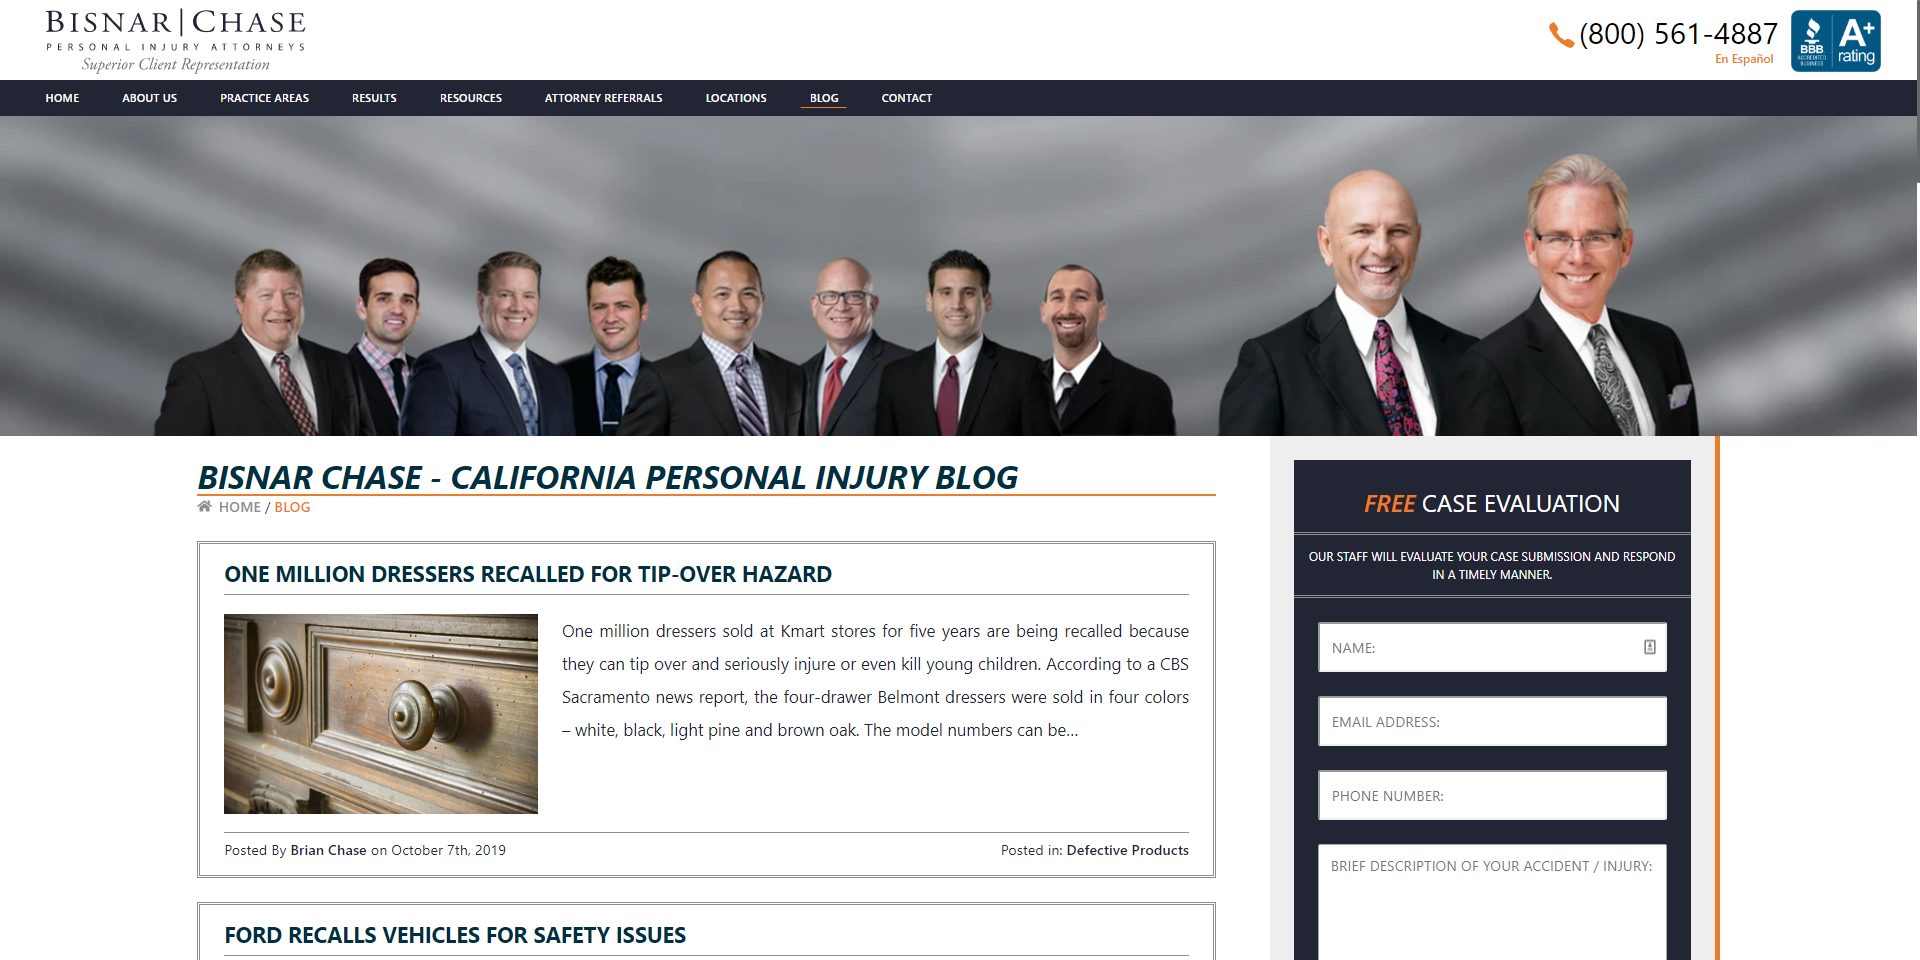 BISNAR | CHASE
PERSONAL INJURY ATTORNEYS
Superior Client Representation
(800) 561-4887
En Español
BBB
ACCREDITED
BUSINESS
A+
rating
HOME ABOUT US PRACTICE AREAS RESULTS RESOURCES ATTORNEY REFERRALS LOCATIONS BLOG CONTACT
BISNAR CHASE - CALIFORNIA PERSONAL INJURY BLOG
HOME / BLOG
ONE MILLION DRESSERS RECALLED FOR TIP-OVER HAZARD
One million dressers sold at Kmart stores for five years are being recalled because
they can tip over and seriously injure or even kill young children. According to a CBS
Sacramento news report, the four-drawer Belmont dressers were sold in four colors
– white, black, light pine and brown oak. The model numbers can be...
Posted By Brian Chase on October 7th, 2019
Posted in: Defective Products
FORD RECALLS VEHICLES FOR SAFETY ISSUES
FREE CASE EVALUATION
OUR STAFF WILL EVALUATE YOUR CASE SUBMISSION AND RESPOND
IN A TIMELY MANNER.
NAME:
EMAIL ADDRESS:
PHONE NUMBER:
BRIEF DESCRIPTION OF YOUR ACCIDENT / INJURY: